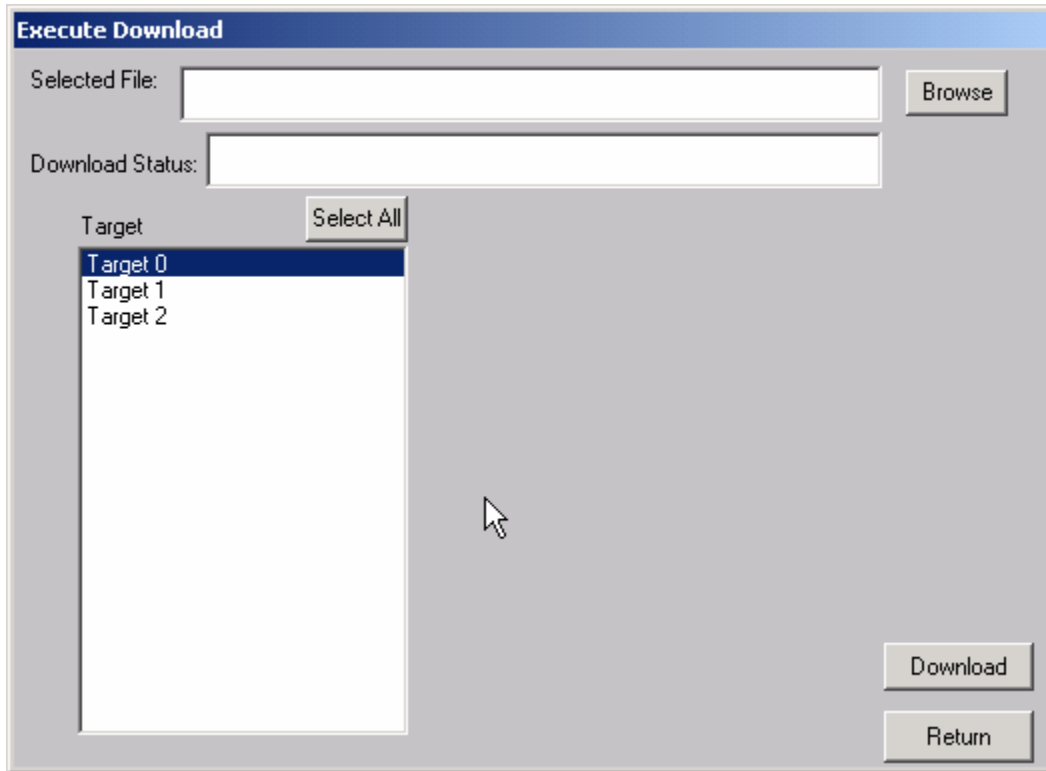 Execute Download
Selected File:
Browse
Download Status:
Target
Select All
Target 0
Target 1
Target 2
Download
Return